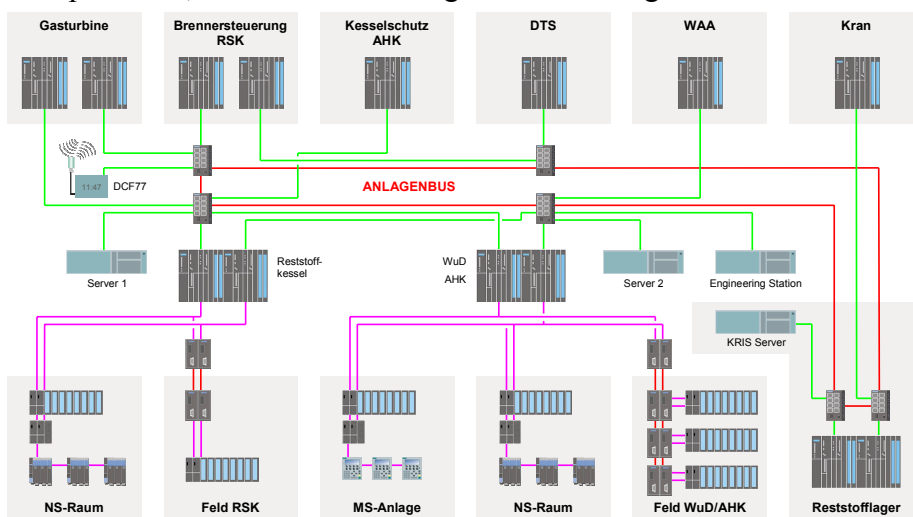 Gasturbine
Brennersteuerung
RSK
Kesselschutz
AHK
DTS
WAA
Kran
11:47
DCF77
ANLAGENBUS
Server 1
Reststoff-
kessel
WuD
AHK
Server 2
Engineering Station
KRIS Server
NS-Raum
Feld RSK
MS-Anlage
NS-Raum
Feld WuD/AHK
Reststofflager